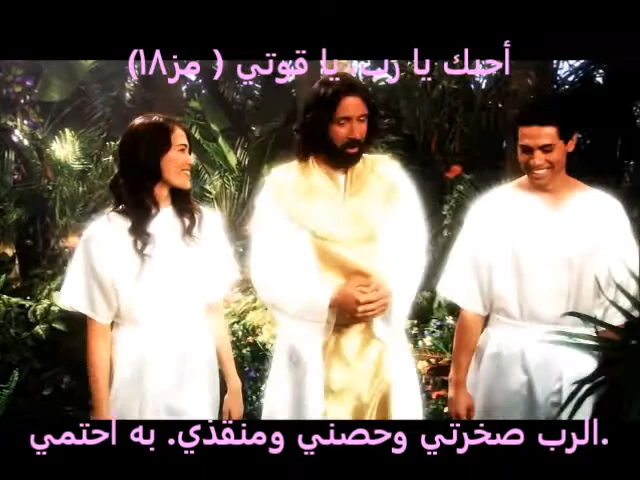 أحبك يا رب، يا قوتي ( مز١٨)
الرب صخرتي وحصني ومنقذي. به احتمي.